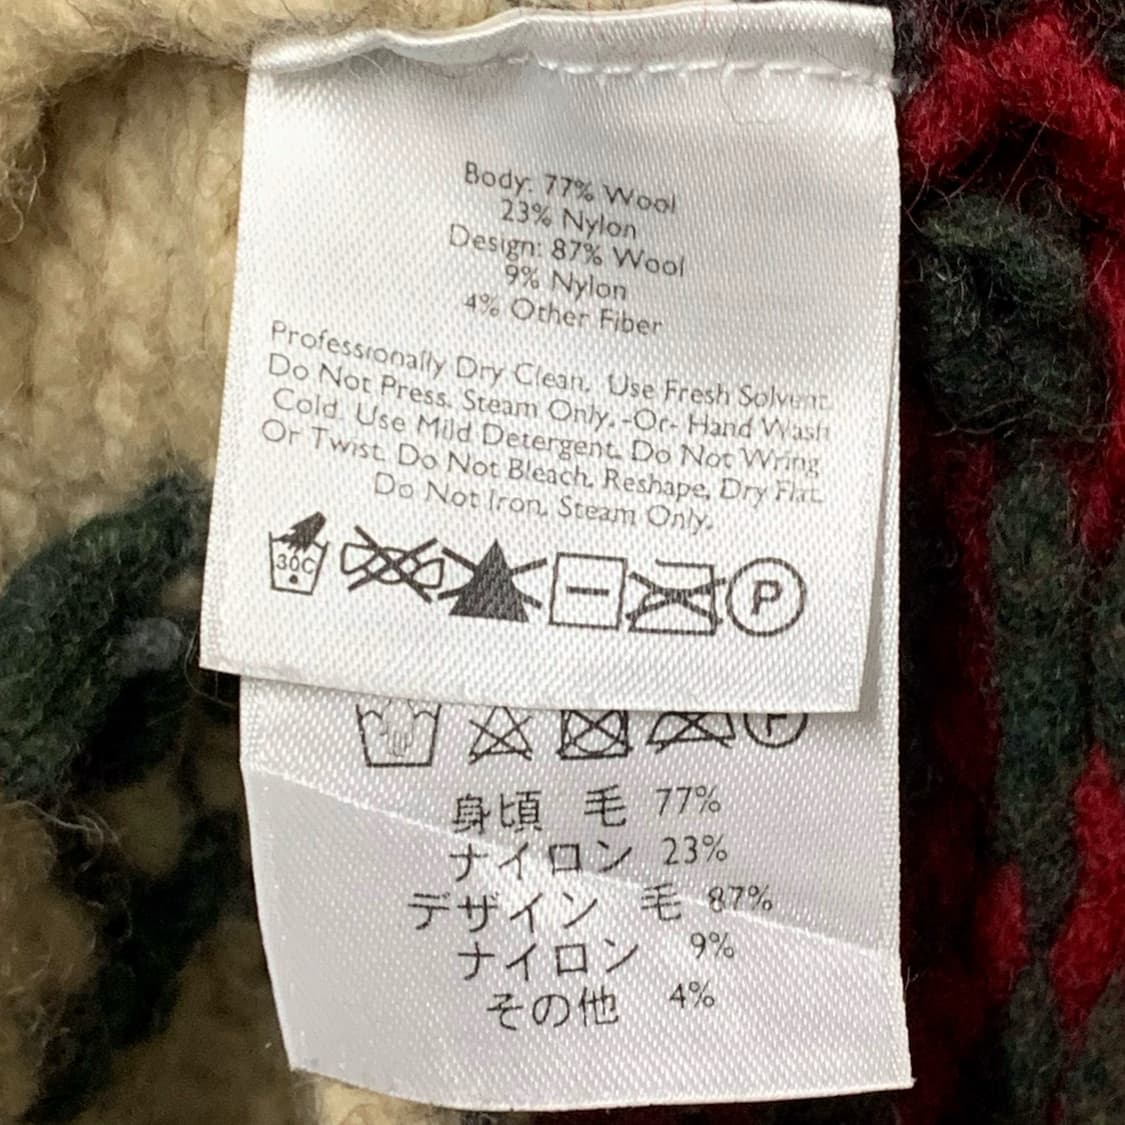 Body: 77% Wool
23% Nylon
Design: 87% Wool
9% Nylon
4% Other Fiber
Professionally Dry Clean. Use Fresh Solvent.
Do Not Press. Steam Only. -Or- Hand Wash
Cold. Use Mild Detergent. Do Not Wring
Or Twist. Do Not Bleach. Reshape, Dry Flat.
Do Not Iron, Steam Only.
30C P
F
身頃 毛 77%
ナイロン 23%
デザイン 毛 87%
ナイロン 9%
その他 4%